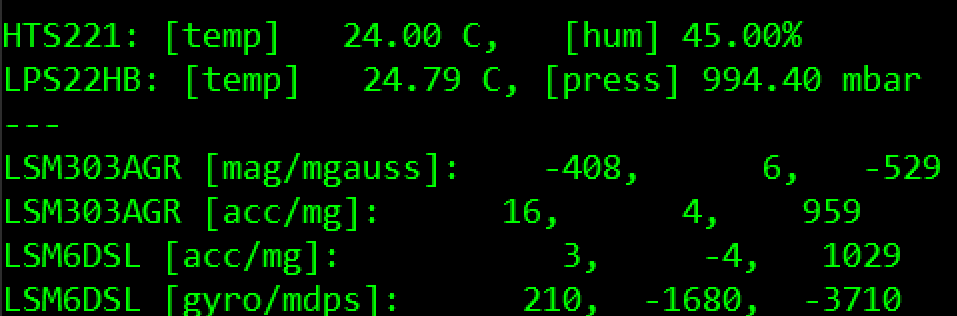 HTS221: [temp]   24.00 C,   [hum] 45.00%
LPS22HB: [temp]   24.79 C, [press] 994.40 mbar
---
LSM303AGR [mag/mgauss]:    -408,      6,   -529
LSM303AGR [acc/mg]:      16,      4,    959
LSM6DSL [acc/mg]:           3,     -4,   1029
LSM6DSL [gyro/mdps]:      210,  -1680,  -3710